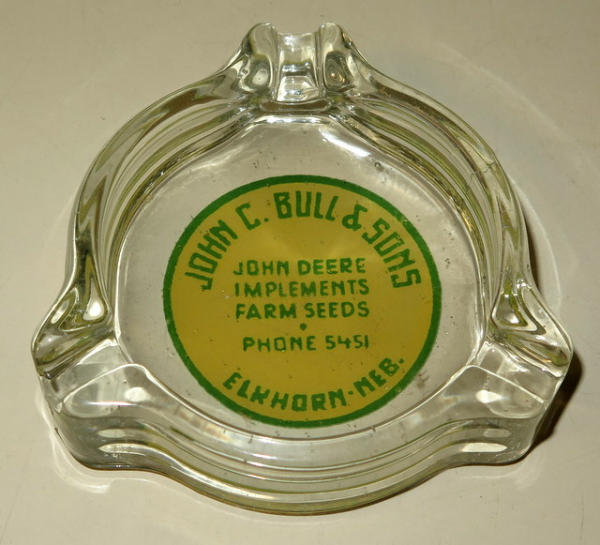 JOHN C. BULL & SONS
JOHN DEERE
IMPLEMENTS
FARM SEEDS
PHONE 5451
ELKHORN-NEB.